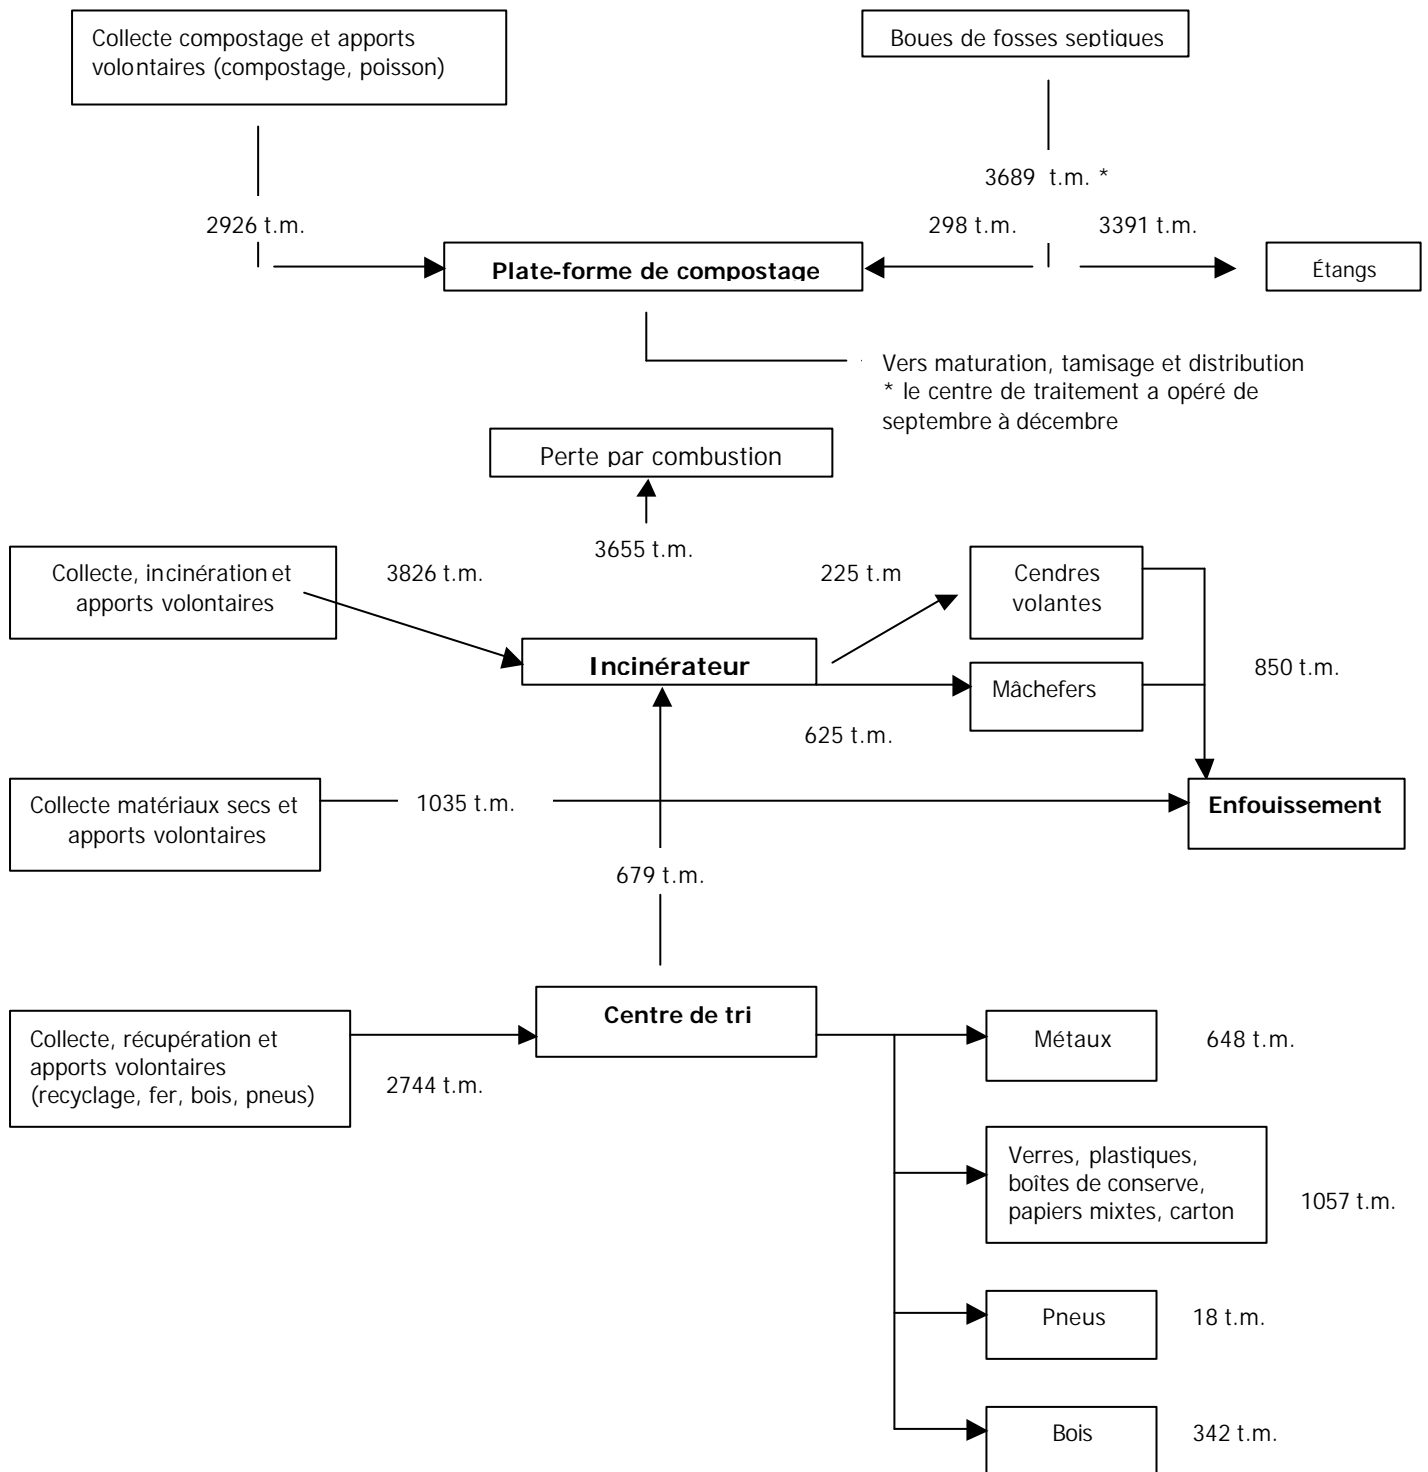 Collecte compostage et apports
volontaires (compostage, poisson)
Boues de fosses septiques
3689 t.m. *
2926 t.m.
298 t.m.
3391 t.m.
Plate-forme de compostage
Étangs
Vers maturation, tamisage et distribution
* le centre de traitement a opéré de
septembre à décembre
Perte par combustion
3655 t.m.
Collecte, incinération et
apports volontaires
3826 t.m.
225 t.m
Cendres
volantes
Incinérateur
850 t.m.
Mâchefers
625 t.m.
Collecte matériaux secs et
apports volontaires
1035 t.m.
Enfouissement
679 t.m.
Centre de tri
Collecte, récupération et
apports volontaires
(recyclage, fer, bois, pneus)
2744 t.m.
Métaux
648 t.m.
Verres, plastiques,
boîtes de conserve,
papiers mixtes, carton
1057 t.m.
Pneus
18 t.m.
Bois
342 t.m.